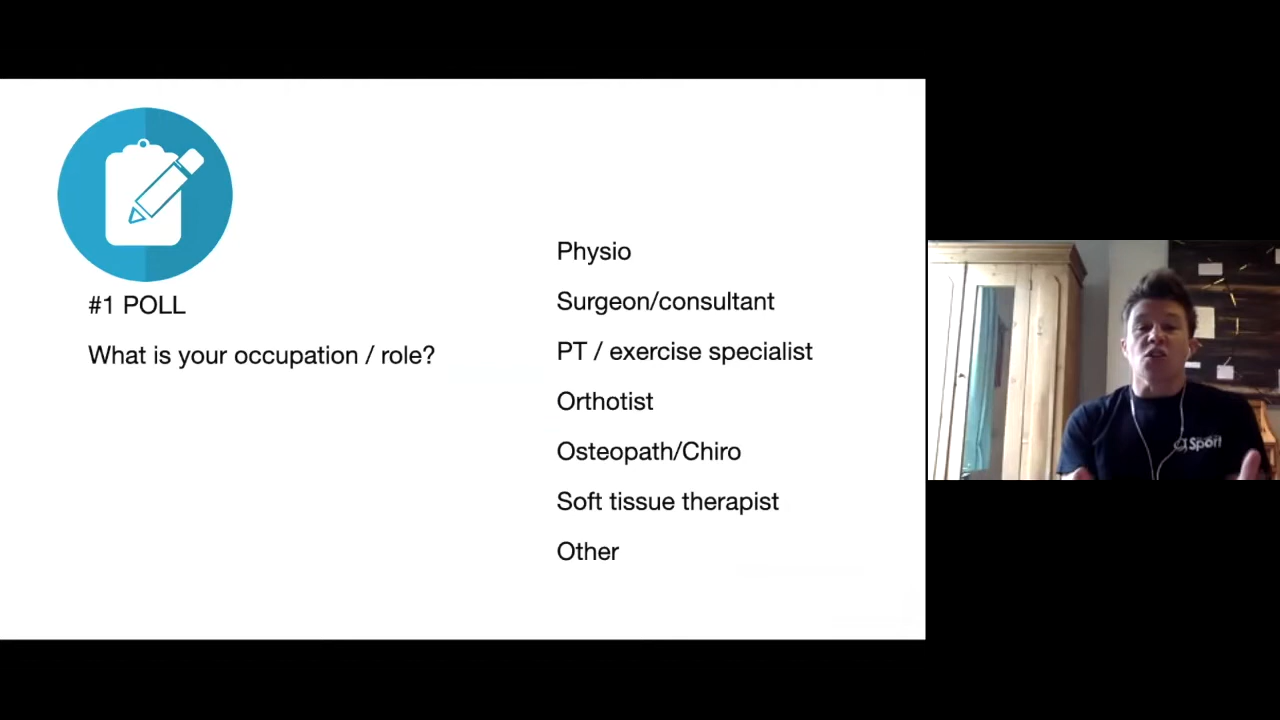 #1 POLL
What is your occupation / role?
Physio
Surgeon/consultant
PT / exercise specialist
Orthotist
Osteopath/Chiro
Soft tissue therapist
Other
Sport